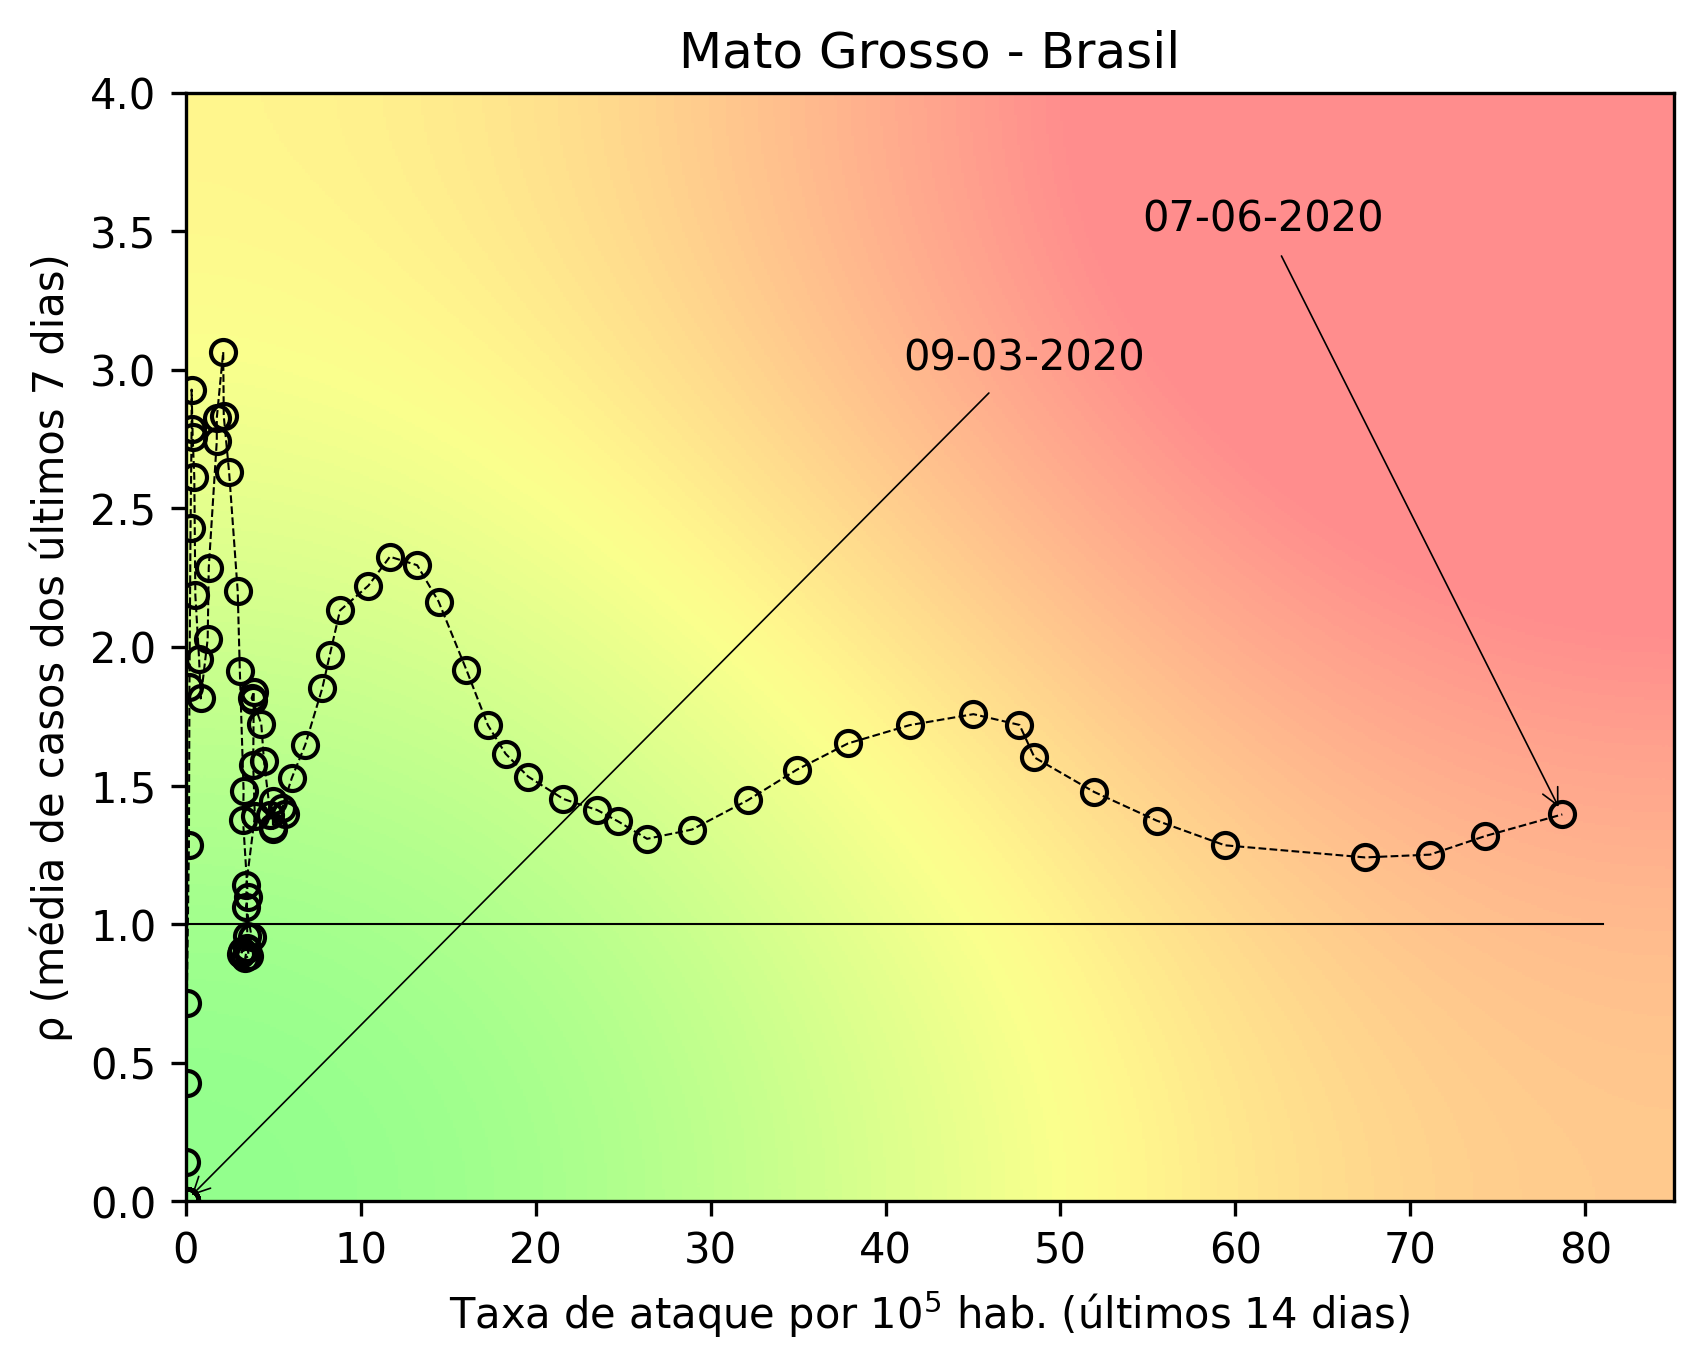 Mato Grosso - Brasil
4.0
3.5
3.0
2.5
2.0
1.5
1.0
0.5
0.0
ρ (média de casos dos últimos 7 dias)
07-06-2020
09-03-2020
0 10 20 30 40 50 60 70 80
Taxa de ataque por 10⁵ hab. (últimos 14 dias)